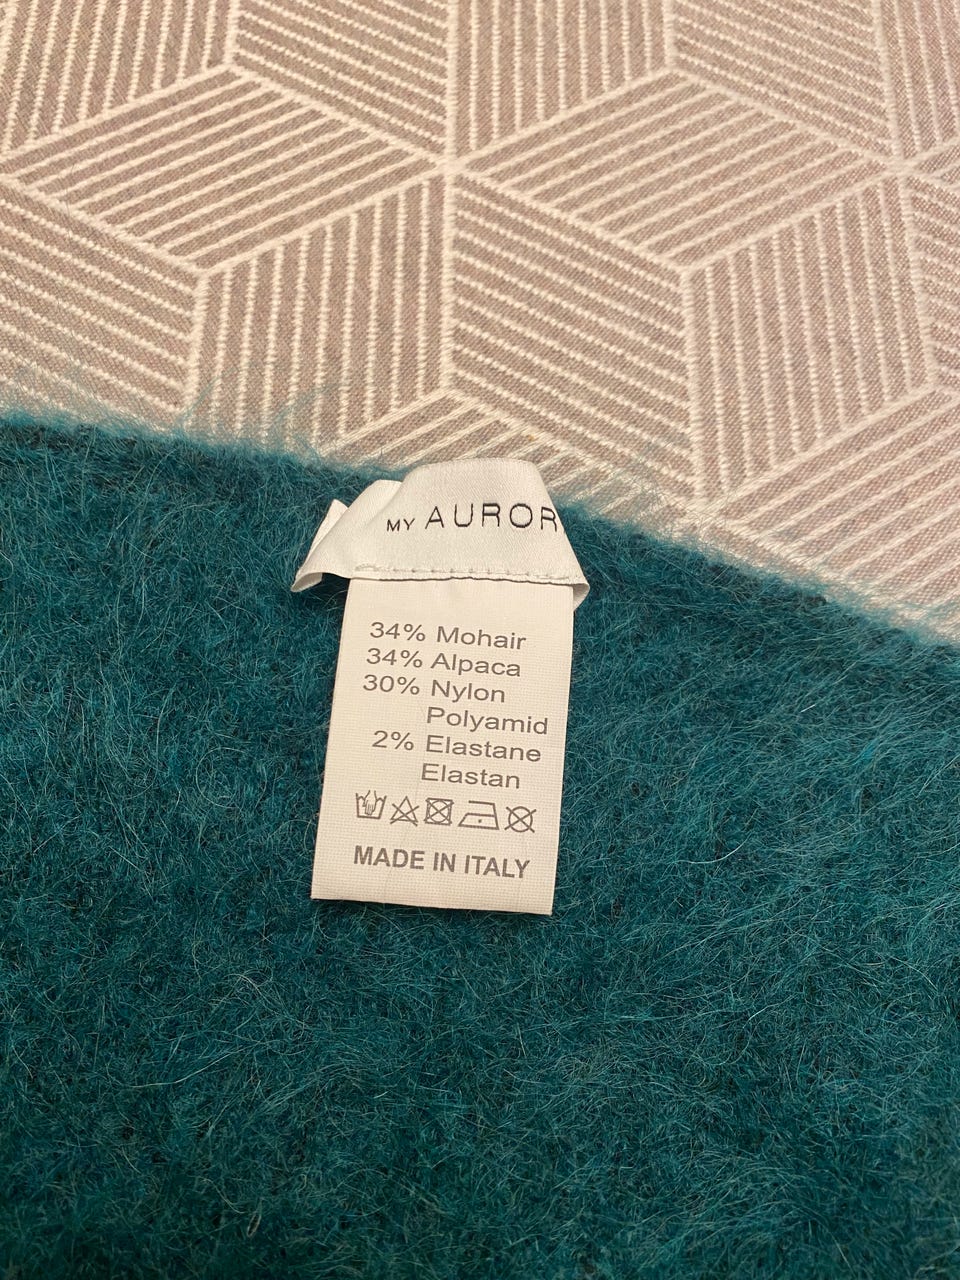 MY AUROR
34% Mohair
34% Alpaca
30% Nylon
Polyamid
2% Elastane
Elastan
MADE IN ITALY